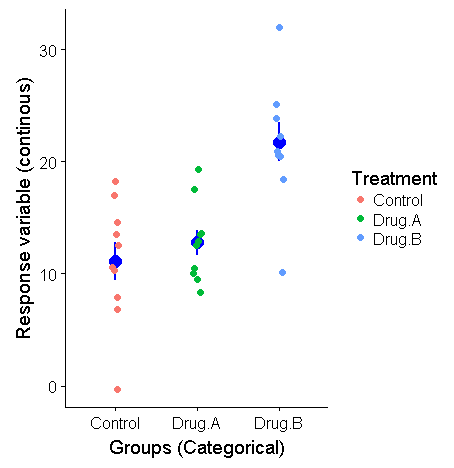 Response variable (continous)
30
20
10
0
Control Drug.A Drug.B
Groups (Categorical)
Treatment
Control
Drug.A
Drug.B